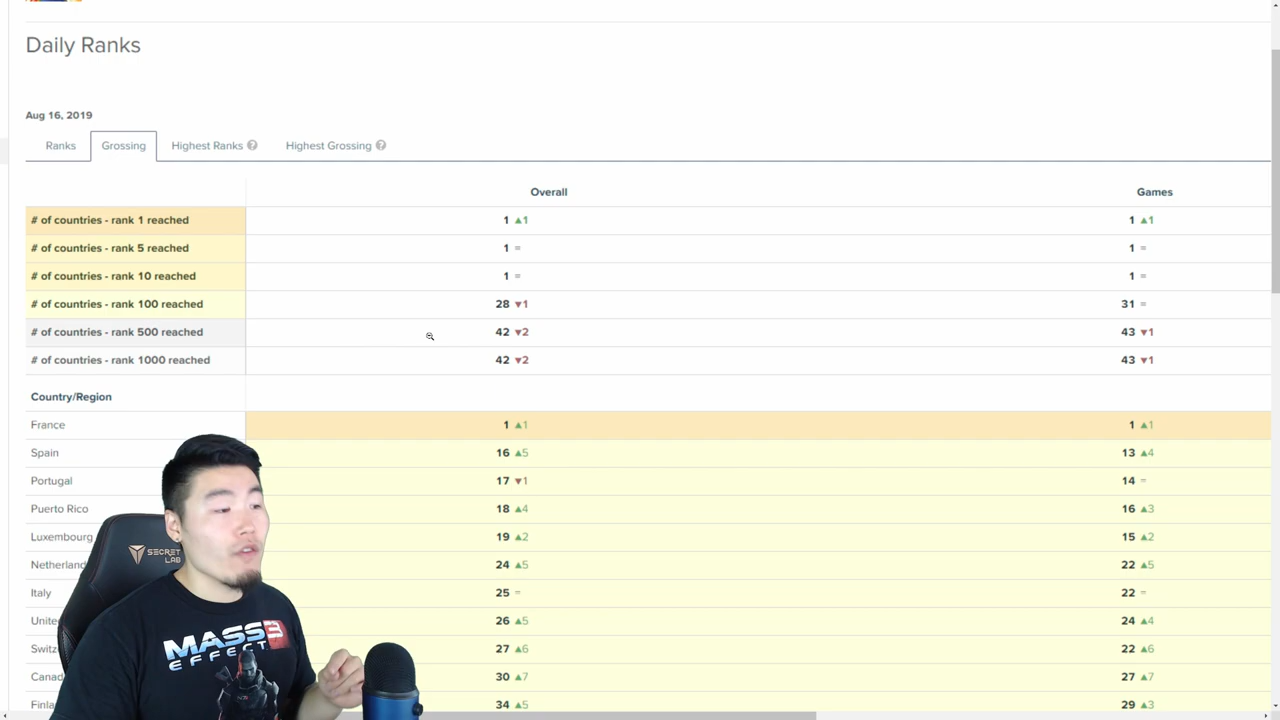 Daily Ranks
Aug 16, 2019
Ranks Grossing Highest Ranks ? Highest Grossing ?
Overall Games
# of countries - rank 1 reached 1 ▲1 1 ▲1
# of countries - rank 5 reached 1 = 1 =
# of countries - rank 10 reached 1 = 1 =
# of countries - rank 100 reached 28 ▼1 31 =
# of countries - rank 500 reached 42 ▼2 43 ▼1
# of countries - rank 1000 reached 42 ▼2 43 ▼1
Country/Region
France 1 ▲1 1 ▲1
Spain 16 ▲5 13 ▲4
Portugal 17 ▼1 14 =
Puerto Rico 18 ▲4 16 ▲3
Luxembourg 19 ▲2 15 ▲2
Netherland 24 ▲5 22 ▲5
Italy 25 = 22 =
Unite 26 ▲5 24 ▲4
Switz 27 ▲6 22 ▲6
Canad 30 ▲7 27 ▲7
Finla 34 ▲5 29 ▲3
SECRET
LAB
MASS 3
EFFECT